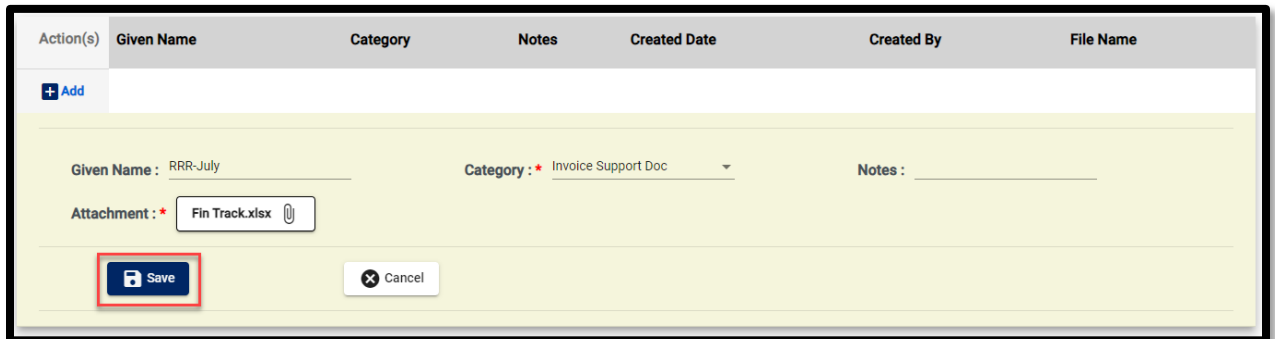 Action(s) Given Name Category Notes Created Date Created By File Name
Add
Given Name : RRR-July Category : * Invoice Support Doc Notes :
Attachment : * Fin Track.xlsx
Save Cancel